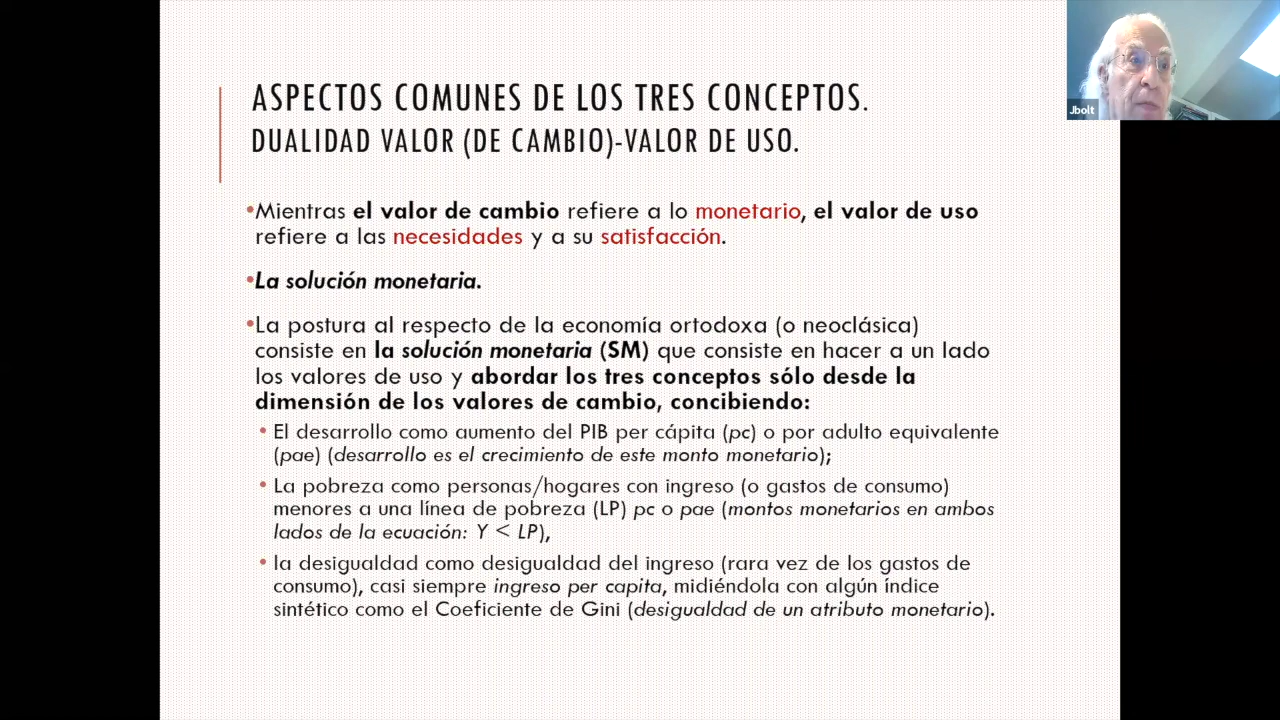 ASPECTOS COMUNES DE LOS TRES CONCEPTOS.
DUALIDAD VALOR (DE CAMBIO)-VALOR DE USO.
Jbolt
•Mientras el valor de cambio refiere a lo monetario, el valor de uso
refiere a las necesidades y a su satisfacción.
•La solución monetaria.
•La postura al respecto de la economía ortodoxa (o neoclásica)
consiste en la solución monetaria (SM) que consiste en hacer a un lado
los valores de uso y abordar los tres conceptos sólo desde la
dimensión de los valores de cambio, concibiendo:
• El desarrollo como aumento del PIB per cápita (pc) o por adulto equivalente
(pae) (desarrollo es el crecimiento de este monto monetario);
• La pobreza como personas/hogares con ingreso (o gastos de consumo)
menores a una línea de pobreza (LP) pc o pae (montos monetarios en ambos
lados de la ecuación: Y < LP),
• la desigualdad como desigualdad del ingreso (rara vez de los gastos de
consumo), casi siempre ingreso per capita, midiéndola con algún índice
sintético como el Coeficiente de Gini (desigualdad de un atributo monetario).